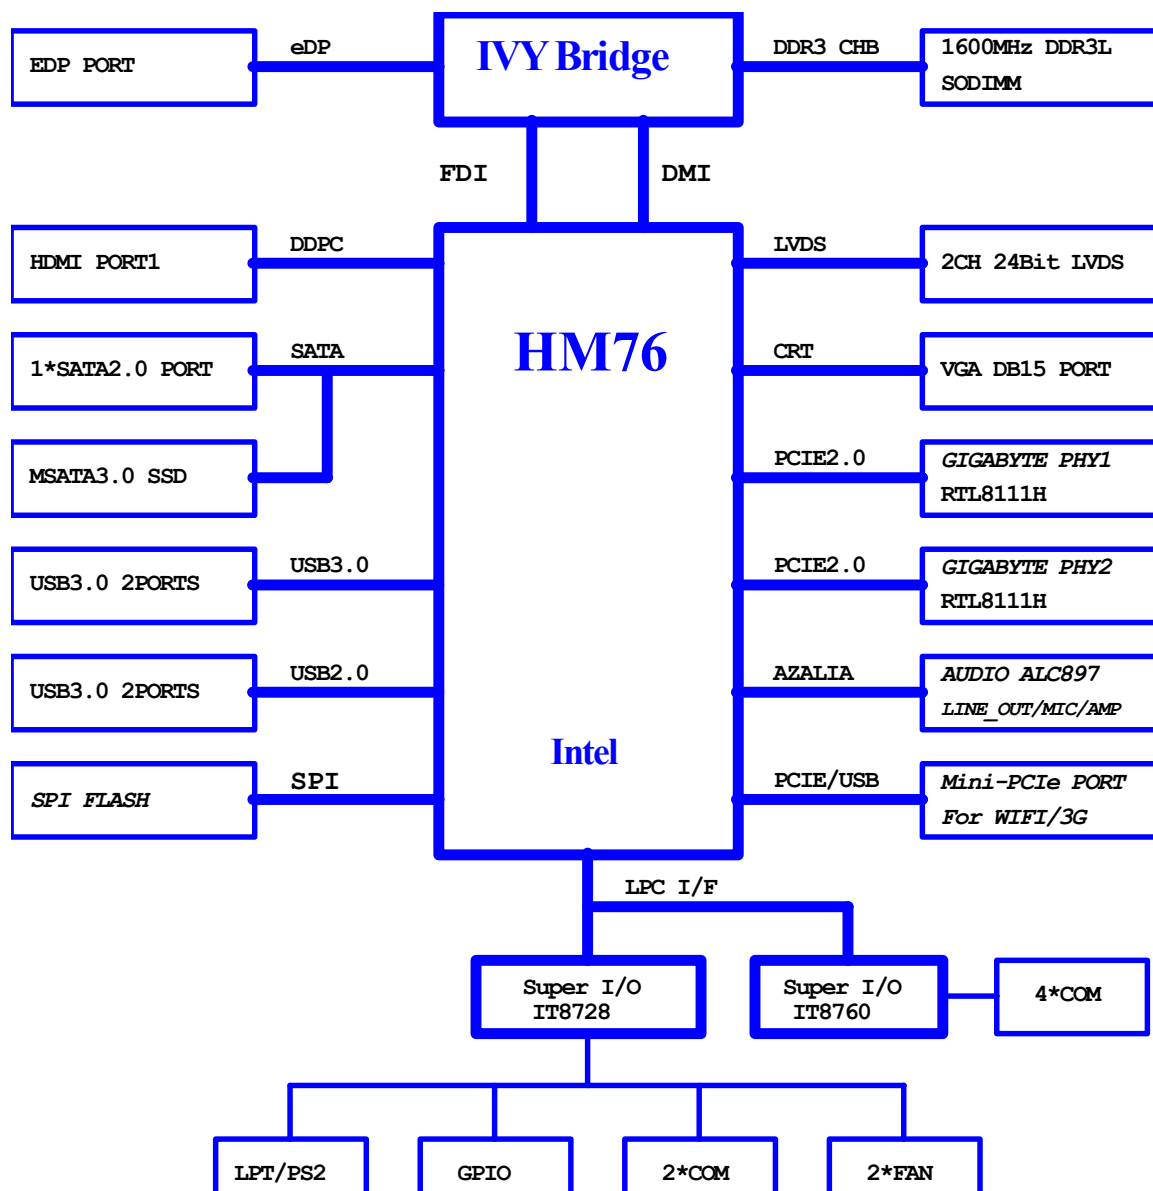 eDP
IVY Bridge
DDR3 CHB
1600MHz DDR3L
EDP PORT
SODIMM
FDI
DMI
DDPC
LVDS
HDMI PORT1
2CH 24Bit LVDS
SATA
HM76
CRT
1*SATA2.0 PORT
VGA DB15 PORT
PCIE2.0
GIGABYTE PHY1
MSATA3.0 SSD
RTL8111H
USB3.0
PCIE2.0
GIGABYTE PHY2
USB3.0 2PORTS
RTL8111H
USB2.0
AZALIA
AUDIO ALC897
USB3.0 2PORTS
LINE_OUT/MIC/AMP
Intel
SPI
PCIE/USB
Mini-PCIe PORT
SPI FLASH
For WIFI/3G
LPC I/F
Super I/O
IT8728
Super I/O
IT8760
4*COM
LPT/PS2
GPIO
2*COM
2*FAN